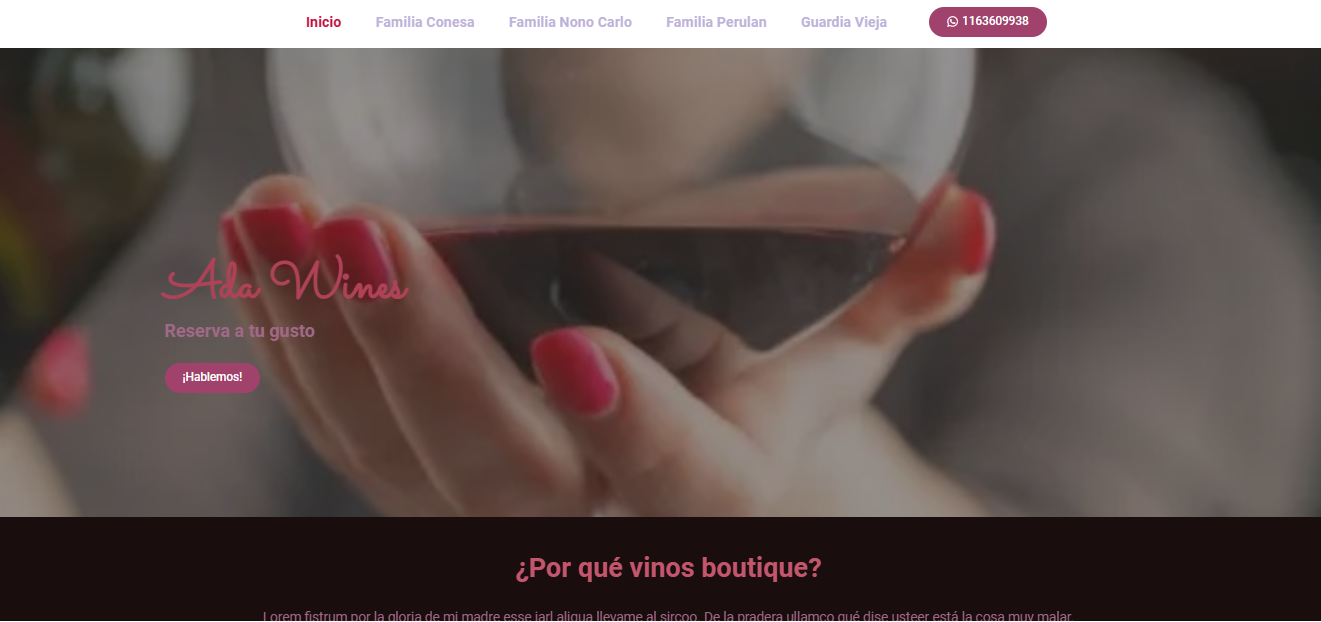 Inicio Familia Conesa Familia Nono Carlo Familia Perulan Guardia Vieja 1163609938
Ada Wines
Reserva a tu gusto
¡Hablemos!
¿Por qué vinos boutique?
Lorem fistrum por la gloria de mi madre esse jarl aliqua llevame al sircoo. De la pradera ullamco qué dise usteer está la cosa muy malar.